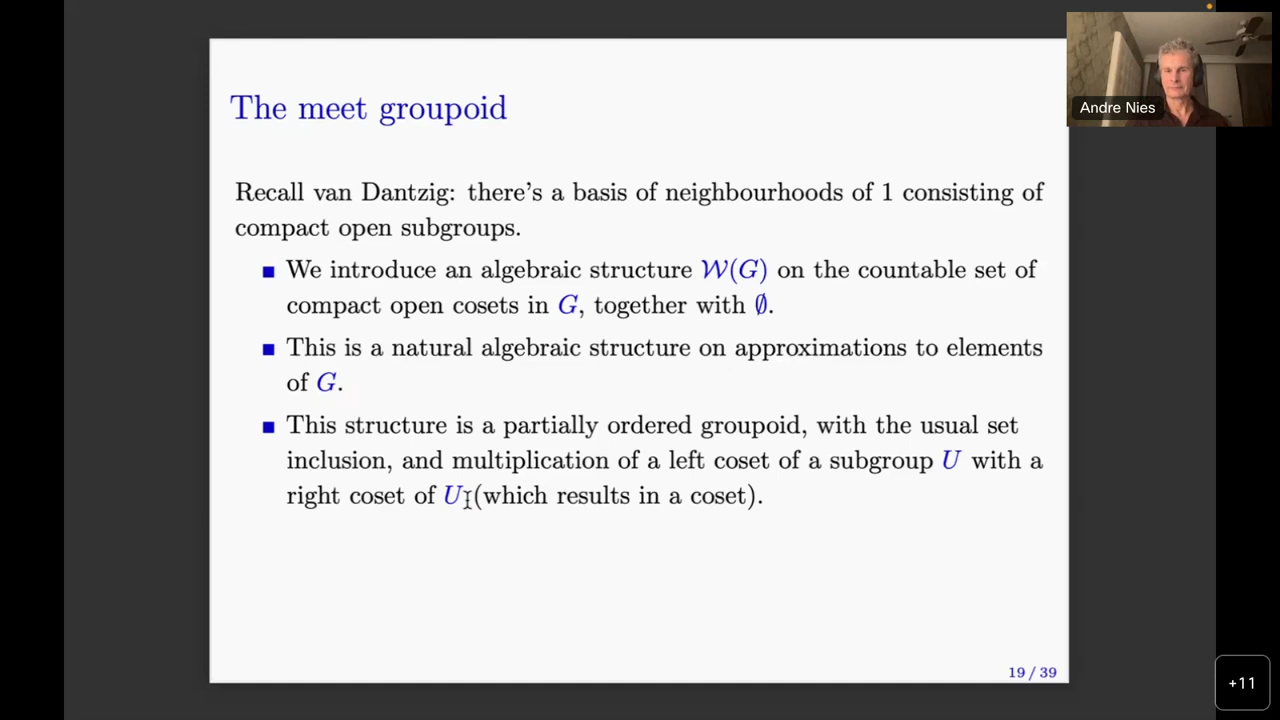 The meet groupoid
Andre Nies
Recall van Dantzig: there's a basis of neighbourhoods of 1 consisting of
compact open subgroups.
■ We introduce an algebraic structure 𝒲(G) on the countable set of
compact open cosets in G, together with ∅.
■ This is a natural algebraic structure on approximations to elements
of G.
■ This structure is a partially ordered groupoid, with the usual set
inclusion, and multiplication of a left coset of a subgroup U with a
right coset of U (which results in a coset).
19 / 39
+11